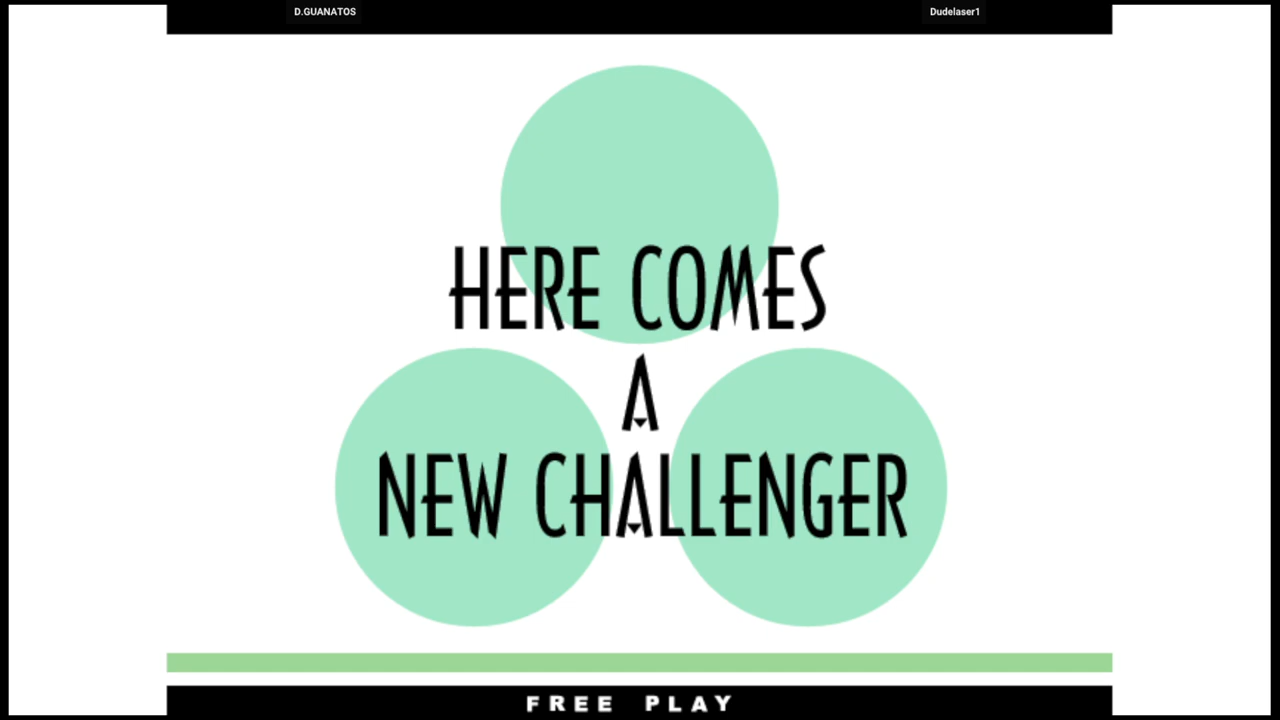 D.GUANATOS
Dudelaser1
HERE COMES
A
NEW CHALLENGER
FREE PLAY